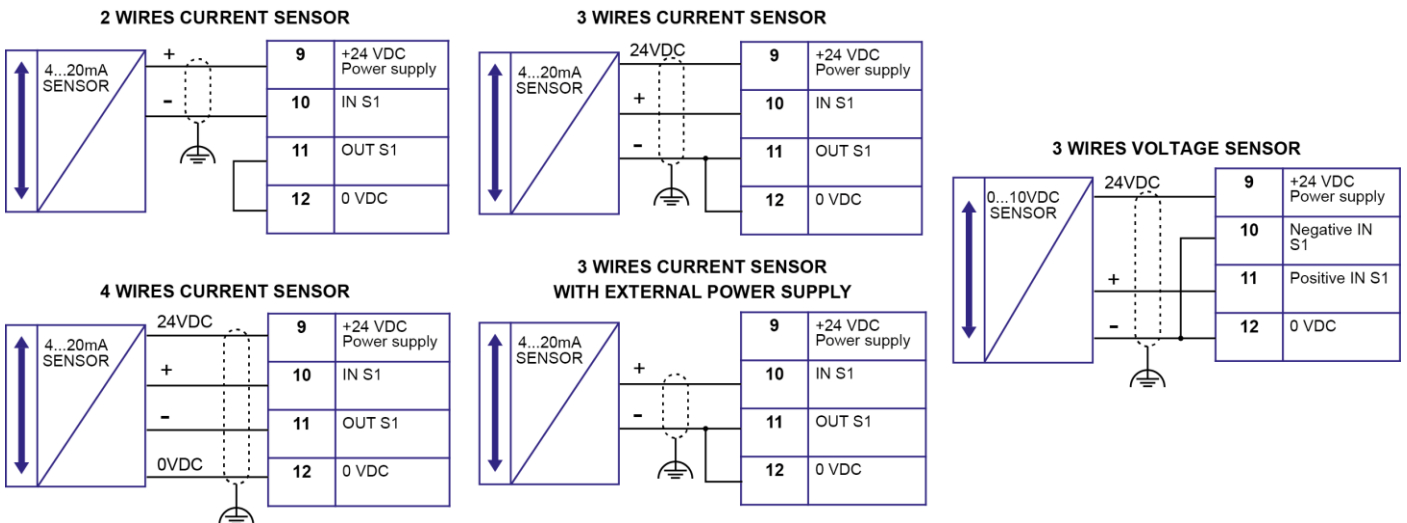 2 WIRES CURRENT SENSOR
4...20mA
SENSOR
+
-
9
+24 VDC
Power supply
10
IN S1
11
OUT S1
12
0 VDC
3 WIRES CURRENT SENSOR
4...20mA
SENSOR
24VDC
+
-
9
+24 VDC
Power supply
10
IN S1
11
OUT S1
12
0 VDC
4 WIRES CURRENT SENSOR
4...20mA
SENSOR
24VDC
+
-
0VDC
9
+24 VDC
Power supply
10
IN S1
11
OUT S1
12
0 VDC
3 WIRES CURRENT SENSOR
WITH EXTERNAL POWER SUPPLY
4...20mA
SENSOR
+
-
9
+24 VDC
Power supply
10
IN S1
11
OUT S1
12
0 VDC
3 WIRES VOLTAGE SENSOR
0...10VDC
SENSOR
24VDC
+
-
9
+24 VDC
Power supply
10
Negative IN
S1
11
Positive IN S1
12
0 VDC